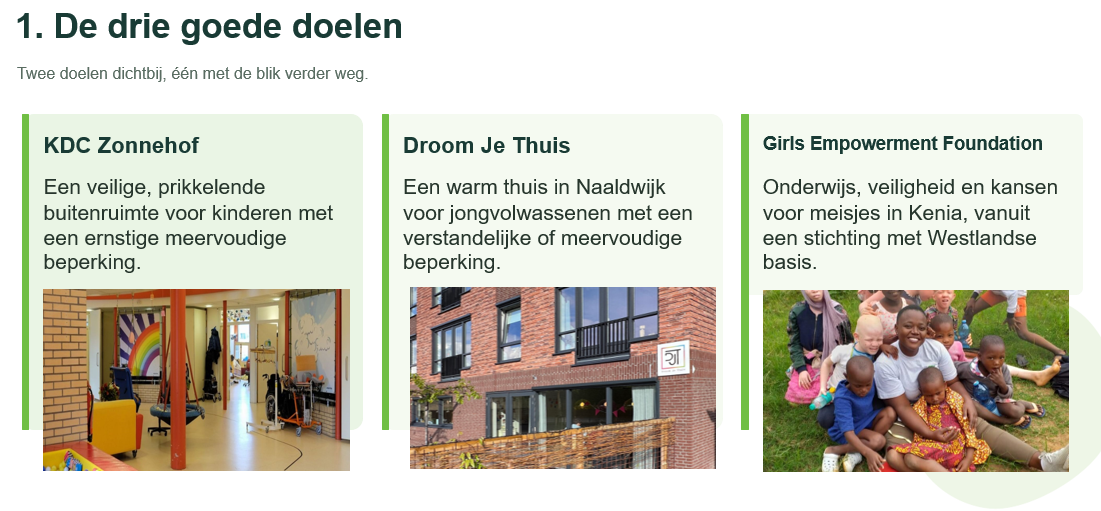 1. De drie goede doelen
Twee doelen dichtbij, één met de blik verder weg.
KDC Zonnehof
Een veilige, prikkelende
buitenruimte voor kinderen met
een ernstige meervoudige
beperking.
Droom Je Thuis
Een warm thuis in Naaldwijk
voor jongvolwassenen met een
verstandelijke of meervoudige
beperking.
Girls Empowerment Foundation
Onderwijs, veiligheid en kansen
voor meisjes in Kenia, vanuit
een stichting met Westlandse
basis.